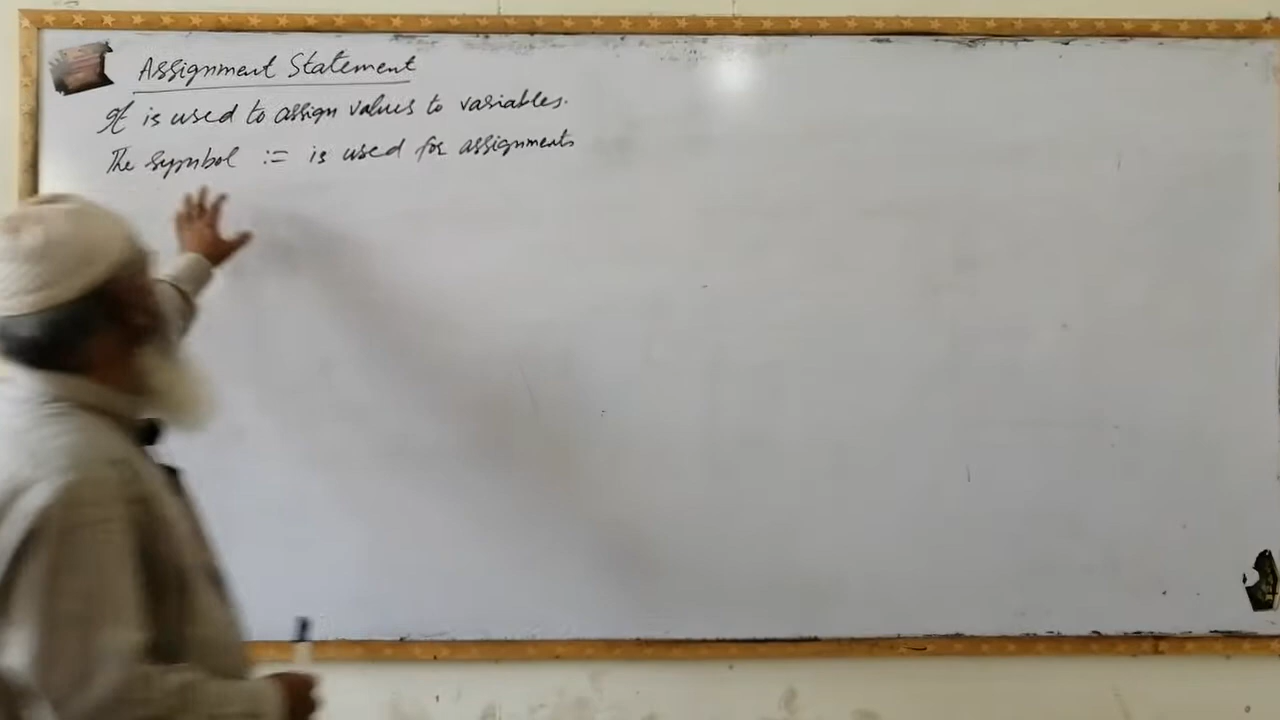 Assignment Statement
It is used to assign values to variables.
The symbol := is used for assignments